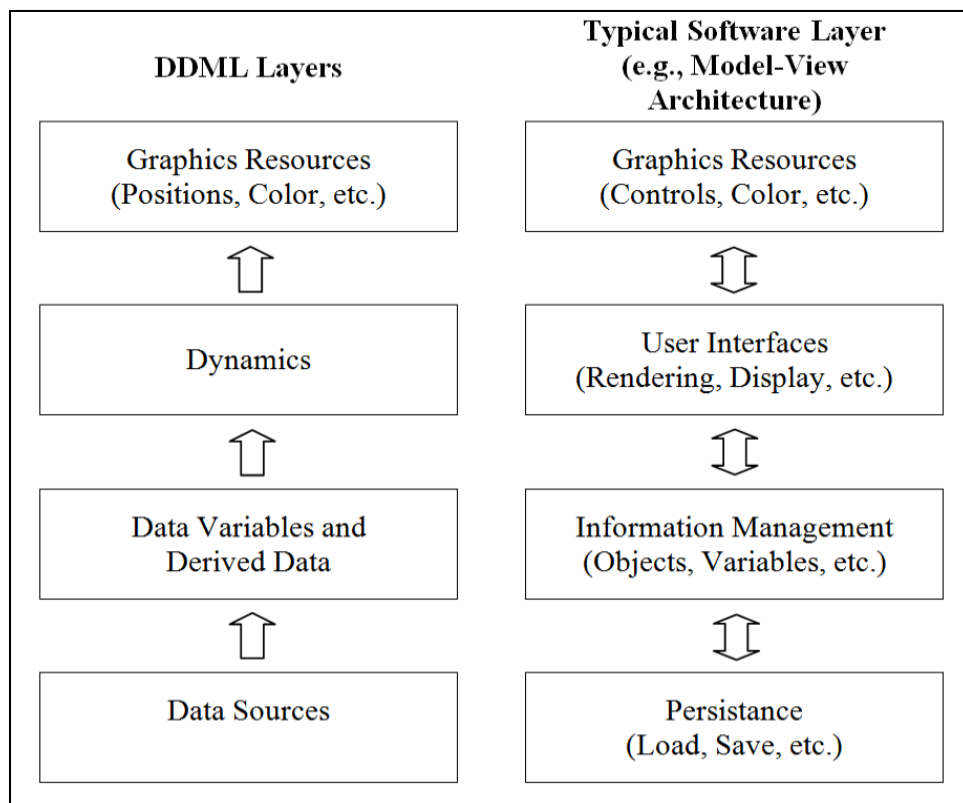 DDML Layers
Typical Software Layer
(e.g., Model-View
Architecture)
Graphics Resources
(Positions, Color, etc.)
Graphics Resources
(Controls, Color, etc.)
Dynamics
User Interfaces
(Rendering, Display, etc.)
Data Variables and
Derived Data
Information Management
(Objects, Variables, etc.)
Data Sources
Persistance
(Load, Save, etc.)